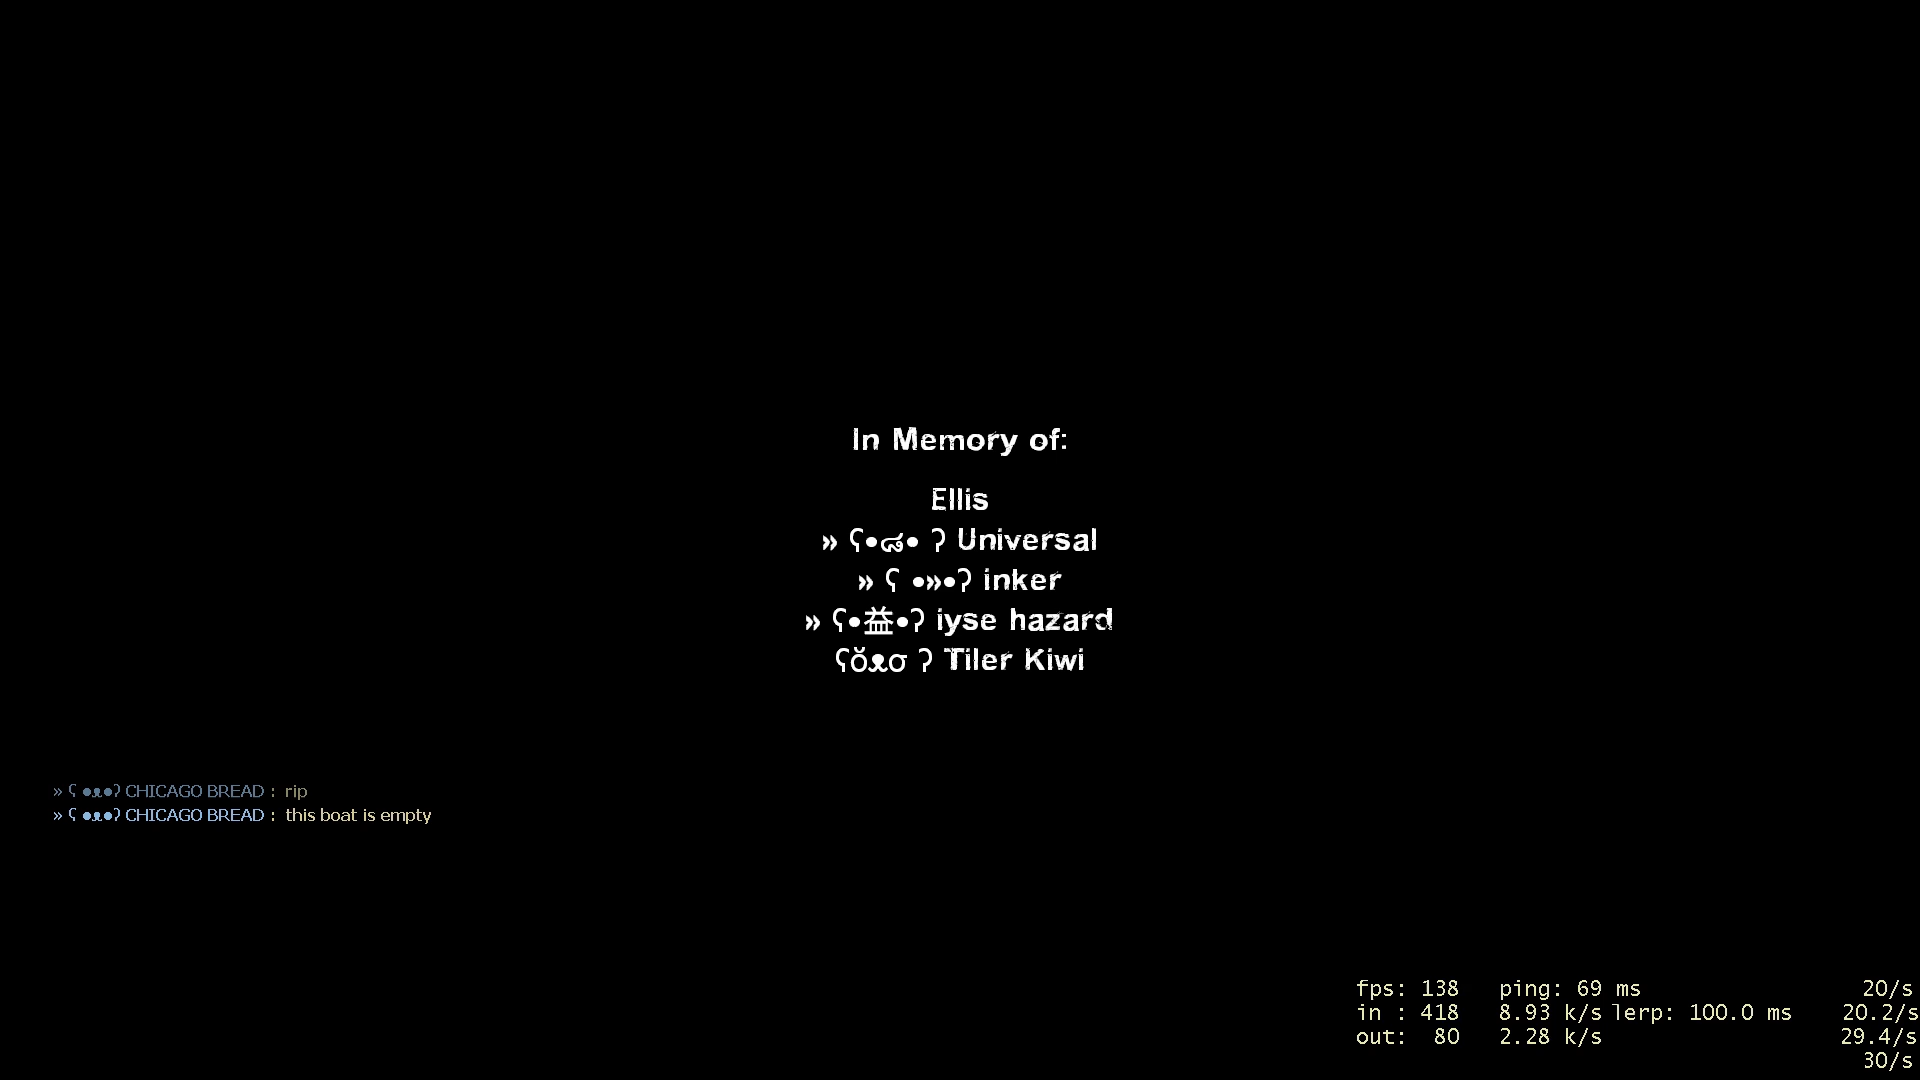 In Memory of:
Ellis
» ʕ•ᴥ• ʔ Universal
» ʕ •»•ʔ inker
» ʕ•益•ʔ iyse hazard
ʕŏᴥσ ʔ Tiler Kiwi
» ʕ •ᴥ•ʔ CHICAGO BREAD : rip
» ʕ •ᴥ•ʔ CHICAGO BREAD : this boat is empty
fps: 138 ping: 69 ms 20/s
in : 418 8.93 k/s lerp: 100.0 ms 20.2/s
out: 80 2.28 k/s 29.4/s
30/s